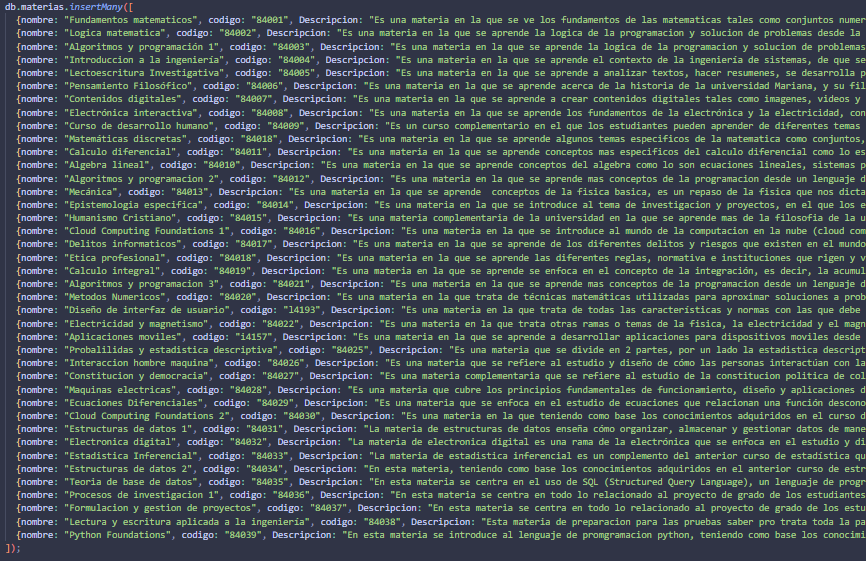 db.materias.insertMany([
{nombre: "Fundamentos matematicos", codigo: "84001", Descripcion: "Es una materia en la que se ve los fundamentos de las matematicas tales como conjuntos numer
{nombre: "Logica matematica", codigo: "84002", Descripcion: "Es una materia en la que se aprende la logica de la programacion y solucion de problemas desde la
{nombre: "Algoritmos y programación 1", codigo: "84003", Descripcion: "Es una materia en la que se aprende la logica de la programacion y solucion de problemas
{nombre: "Introduccion a la ingeniería", codigo: "84004", Descripcion: "Es una materia en la que se aprende el contexto de la ingeniería de sistemas, de que se
{nombre: "Lectoescritura Investigativa", codigo: "84005", Descripcion: "Es una materia en la que se aprende a analizar textos, hacer resumenes, se desarrolla p
{nombre: "Pensamiento Filosófico", codigo: "84006", Descripcion: "Es una materia en la que se aprende acerca de la historia de la universidad Mariana, y su fil
{nombre: "Contenidos digitales", codigo: "84007", Descripcion: "Es una materia en la que se aprende a crear contenidos digitales tales como imagenes, videos y
{nombre: "Electrónica interactiva", codigo: "84008", Descripcion: "Es una materia en la que se aprende los fundamentos de la electrónica y la electricidad, con
{nombre: "Curso de desarrollo humano", codigo: "84009", Descripcion: "Es un curso complementario en el que los estudiantes pueden aprender de diferentes temas
{nombre: "Matemáticas discretas", codigo: "84018", Descripcion: "Es una materia en la que se aprende algunos temas especificos de la matematica como conjuntos,
{nombre: "Calculo diferencial", codigo: "84011", Descripcion: "Es una materia en la que se aprende conceptos mas especificos del calculo diferencial como lo es
{nombre: "Algebra lineal", codigo: "84010", Descripcion: "Es una materia en la que se aprende conceptos del algebra como lo son ecuaciones lineales, sistemas p
{nombre: "Algoritmos y programacion 2", codigo: "84012", Descripcion: "Es una materia en la que se aprende mas conceptos de la programacion desde un lenguaje d
{nombre: "Mecánica", codigo: "84013", Descripcion: "Es una materia en la que se aprende  conceptos de la fisica basica, es un repaso de la fisica que nos dicta
{nombre: "Epistemologia especifica", codigo: "84014", Descripcion: "Es una materia en la que se introduce al tema de investigacion y proyectos, en el que los e
{nombre: "Humanismo Cristiano", codigo: "84015", Descripcion: "Es una materia complementaria de la universidad en la que se aprende mas de la filosofia de la u
{nombre: "Cloud Computing Foundations 1", codigo: "84016", Descripcion: "Es una materia en la que se introduce al mundo de la computacion en la nube (cloud com
{nombre: "Delitos informaticos", codigo: "84017", Descripcion: "Es una materia en la que se aprende de los diferentes delitos y riesgos que existen en el mundo
{nombre: "Etica profesional", codigo: "84018", Descripcion: "Es una materia en la que se aprende las diferentes reglas, normativa e instituciones que rigen y v
{nombre: "Calculo integral", codigo: "84019", Descripcion: "Es una materia en la que se aprende se enfoca en el concepto de la integración, es decir, la acumul
{nombre: "Algoritmos y programacion 3", codigo: "84021", Descripcion: "Es una materia en la que se aprende mas conceptos de la programacion desde un lenguaje d
{nombre: "Metodos Numericos", codigo: "84020", Descripcion: "Es una materia en la que trata de técnicas matemáticas utilizadas para aproximar soluciones a prob
{nombre: "Diseño de interfaz de usuario", codigo: "l4193", Descripcion: "Es una materia en la que trata de todas las características y normas con las que debe
{nombre: "Electricidad y magnetismo", codigo: "84022", Descripcion: "Es una materia en la que trata otras ramas o temas de la física, la electricidad y el magn
{nombre: "Aplicaciones moviles", codigo: "i4157", Descripcion: "Es una materia en la que se aprende a desarrollar aplicaciones para dispositivos moviles desde
{nombre: "Probalilidas y estadistica descriptiva", codigo: "84025", Descripcion: "Es una materia que se divide en 2 partes, por un lado la estadistica descript
{nombre: "Interaccion hombre maquina", codigo: "84026", Descripcion: "Es una materia que se refiere al estudio y diseño de cómo las personas interactúan con la
{nombre: "Constitucion y democracia", codigo: "84027", Descripcion: "Es una materia complementaria que se refiere al estudio de la constitucion politica de col
{nombre: "Maquinas electricas", codigo: "84028", Descripcion: "Es una materia que cubre los principios fundamentales de funcionamiento, diseño y aplicaciones d
{nombre: "Ecuaciones Diferenciales", codigo: "84029", Descripcion: "Es una materia que se enfoca en el estudio de ecuaciones que relacionan una función descono
{nombre: "Cloud Computing Foundations 2", codigo: "84030", Descripcion: "Es una materia en la que teniendo como base los conocimientos adquiridos en el curso d
{nombre: "Estructuras de datos 1", codigo: "84031", Descripcion: "La materia de estructuras de datos enseña cómo organizar, almacenar y gestionar datos de mane
{nombre: "Electronica digital", codigo: "84032", Descripcion: "La materia de electronica digital es una rama de la electrónica que se enfoca en el estudio y di
{nombre: "Estadistica Inferencial", codigo: "84033", Descripcion: "La materia de estadistica inferencial es un complemento del anterior curso de estadística qu
{nombre: "Estructuras de datos 2", codigo: "84034", Descripcion: "En esta materia, teniendo como base los conocimientos adquiridos en el anterior curso de estr
{nombre: "Teoria de base de datos", codigo: "84035", Descripcion: "En esta materia se centra en el uso de SQL (Structured Query Language), un lenguaje de progr
{nombre: "Procesos de investigacion 1", codigo: "84036", Descripcion: "En esta materia se centra en todo lo relacionado al proyecto de grado de los estudiantes
{nombre: "Formulacion y gestion de proyectos", codigo: "84037", Descripcion: "En esta materia se centra en todo lo relacionado al proyecto de grado de los estu
{nombre: "Lectura y escritura aplicada a la ingenieria", codigo: "84038", Descripcion: "Esta materia de preparacion para las pruebas saber pro trata toda la pa
{nombre: "Python Foundations", codigo: "84039", Descripcion: "En esta materia se introduce al lenguaje de promgramacion python, teniendo como base los conocimi
]);